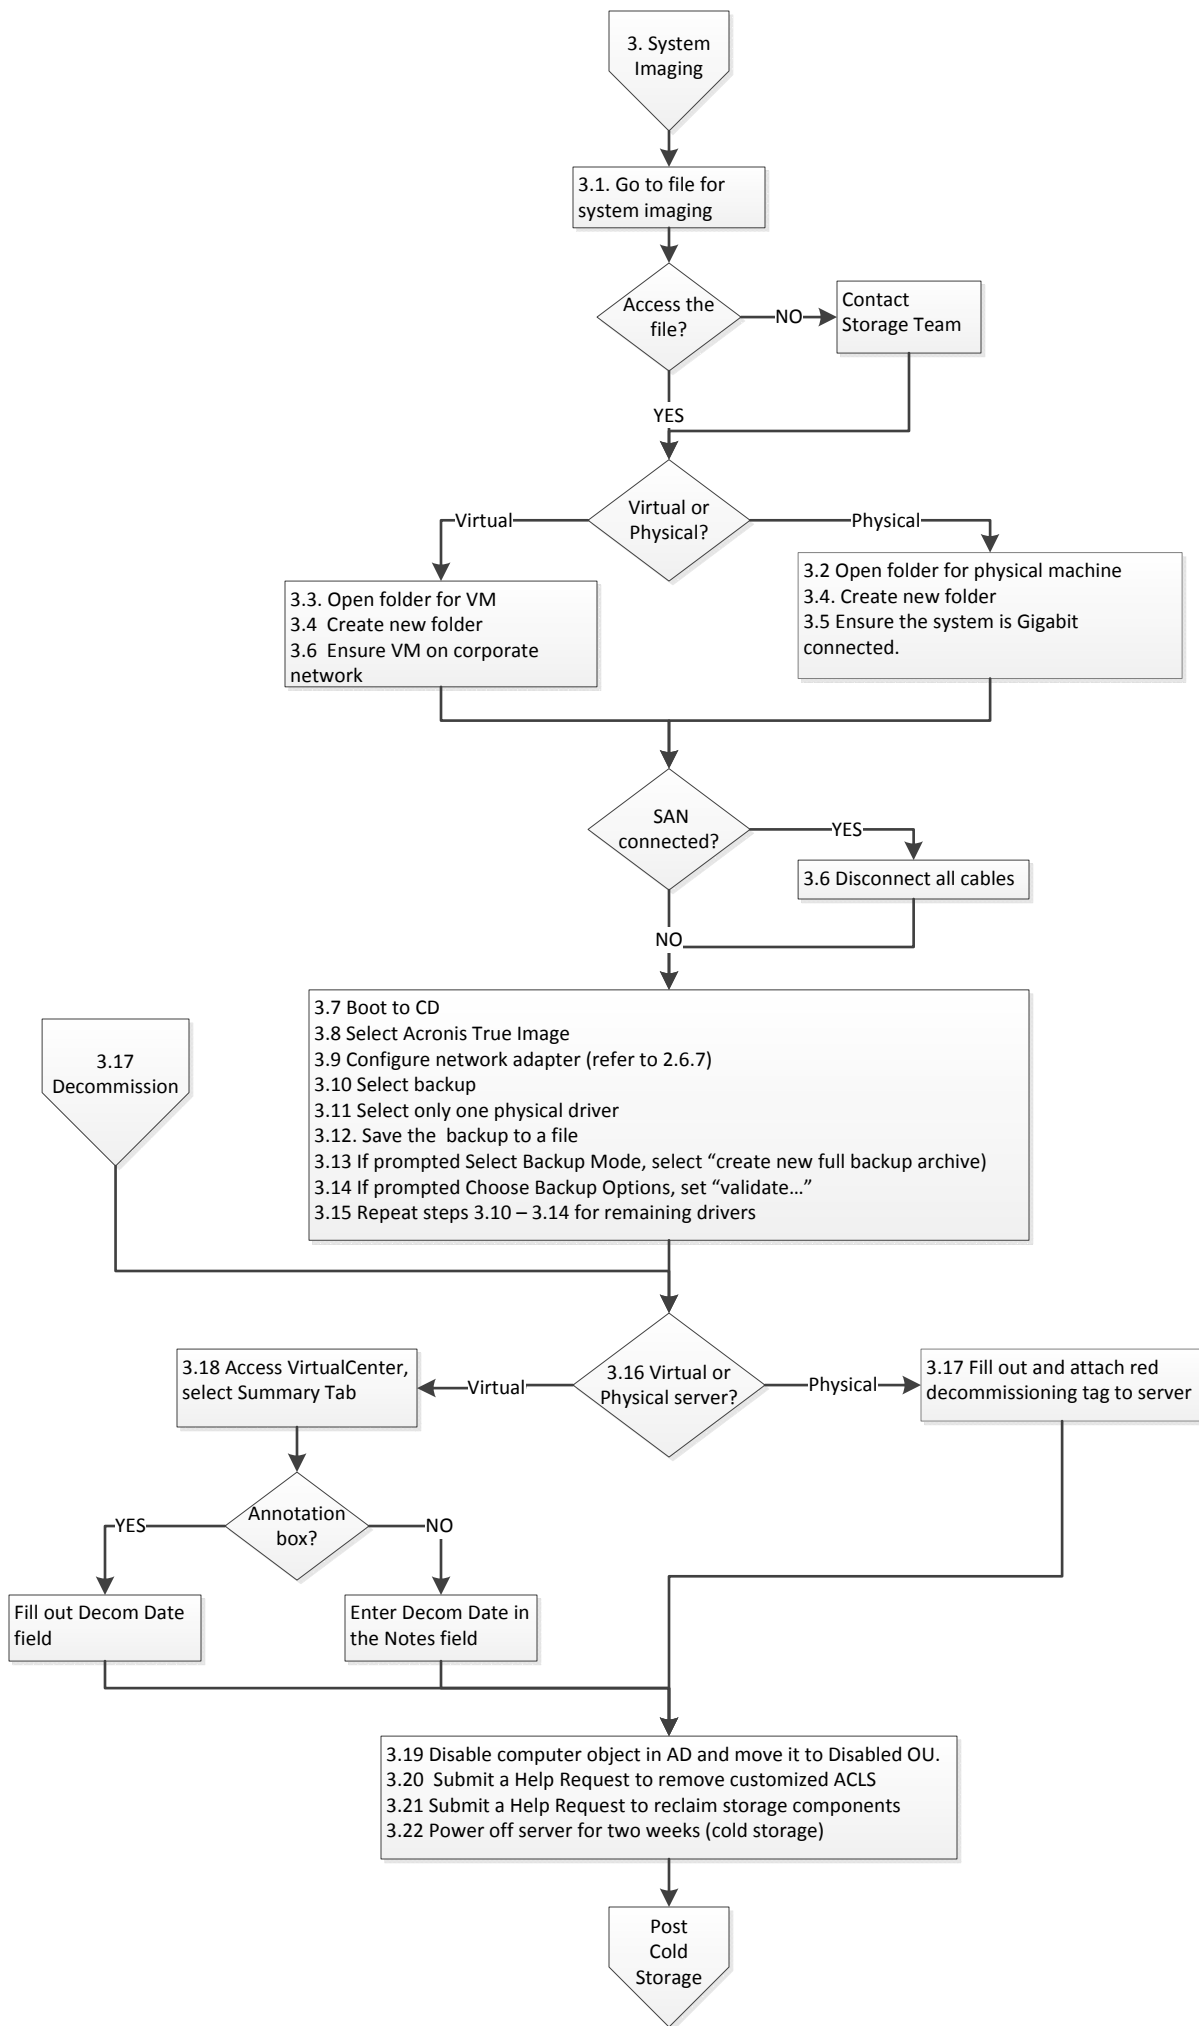 3. System
Imaging
3.1. Go to file for
system imaging
Access the
file?
NO
Contact
Storage Team
YES
Virtual or
Physical?
Virtual
Physical
3.3. Open folder for VM
3.4  Create new folder
3.6  Ensure VM on corporate
network
3.2 Open folder for physical machine
3.4. Create new folder
3.5 Ensure the system is Gigabit
connected.
SAN
connected?
YES
3.6 Disconnect all cables
NO
3.7 Boot to CD
3.8 Select Acronis True Image
3.9 Configure network adapter (refer to 2.6.7)
3.10 Select backup
3.11 Select only one physical driver
3.12. Save the  backup to a file
3.13 If prompted Select Backup Mode, select “create new full backup archive)
3.14 If prompted Choose Backup Options, set “validate…”
3.15 Repeat steps 3.10 – 3.14 for remaining drivers
3.17
Decommission
3.16 Virtual or
Physical server?
Virtual
Physical
3.18 Access VirtualCenter,
select Summary Tab
3.17 Fill out and attach red
decommissioning tag to server
Annotation
box?
YES
NO
Fill out Decom Date
field
Enter Decom Date in
the Notes field
3.19 Disable computer object in AD and move it to Disabled OU.
3.20  Submit a Help Request to remove customized ACLS
3.21 Submit a Help Request to reclaim storage components
3.22 Power off server for two weeks (cold storage)
Post
Cold
Storage